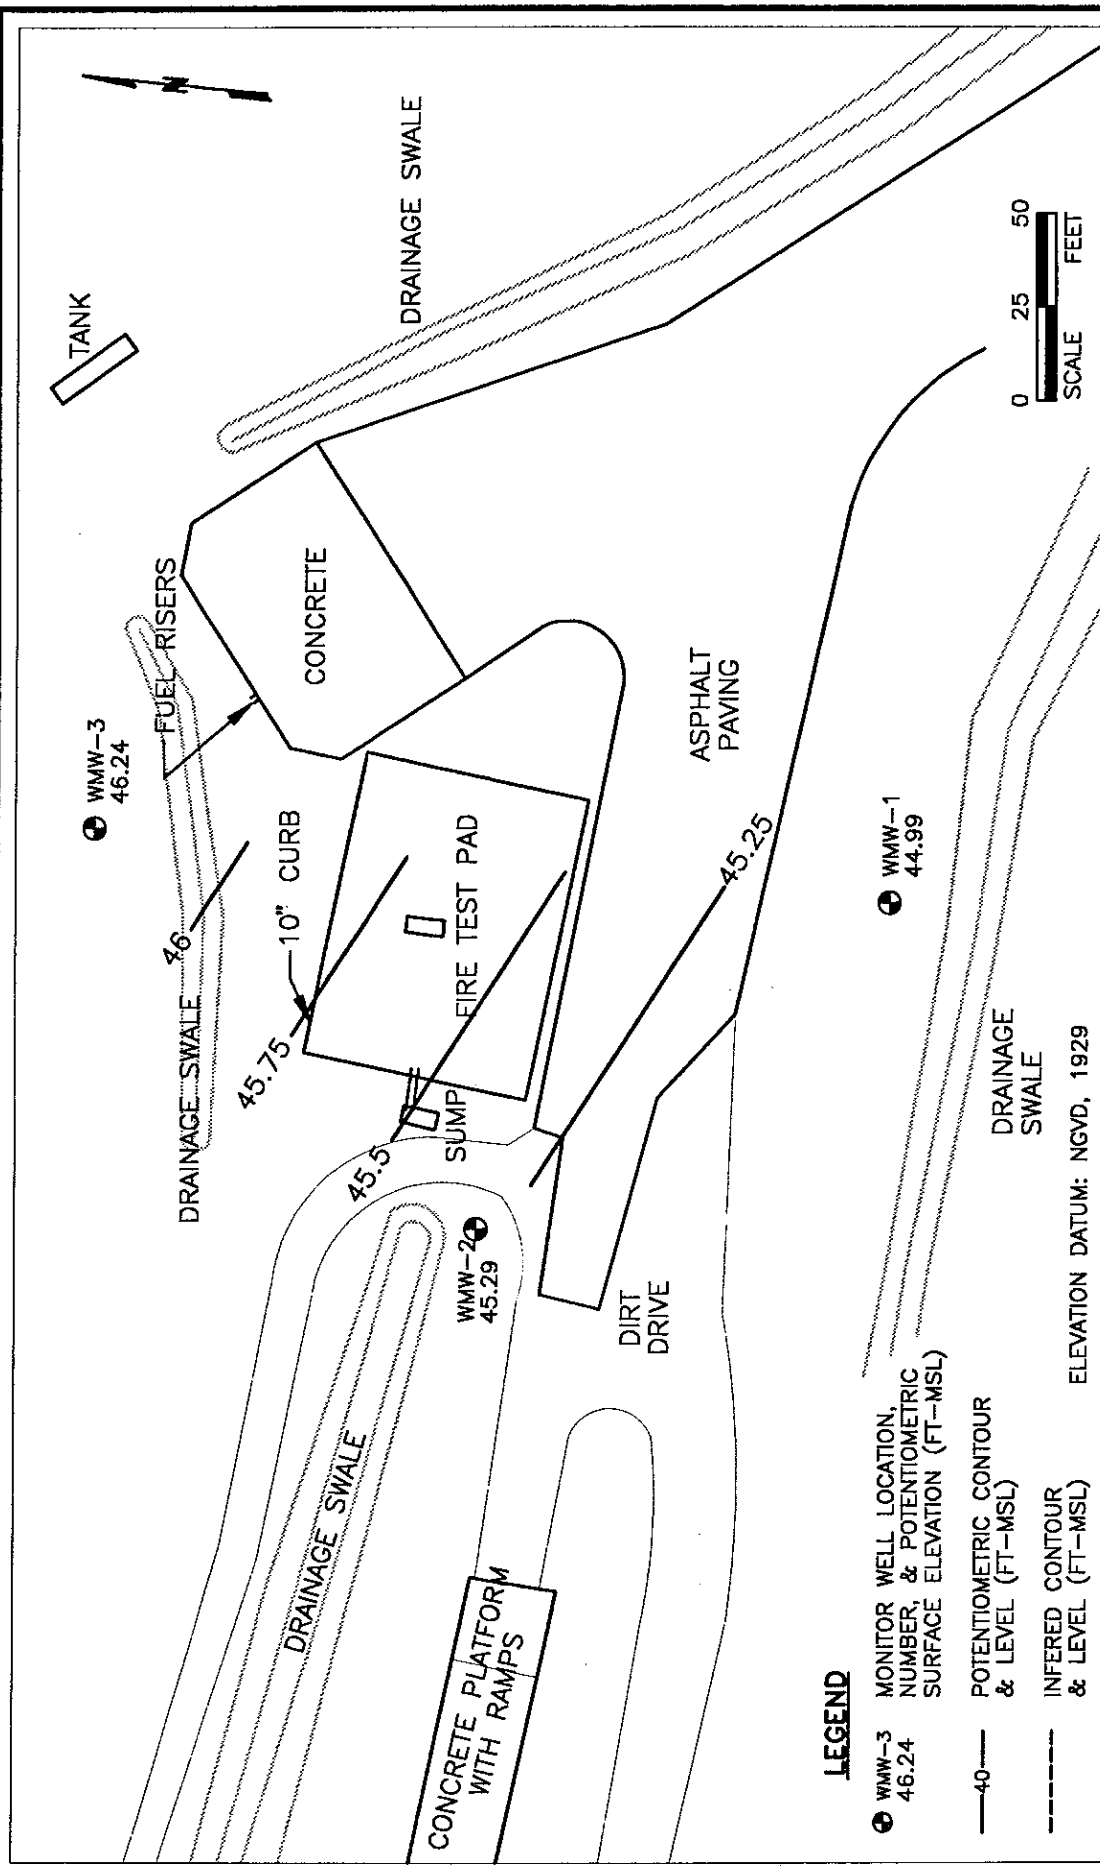 N
TANK
DRAINAGE SWALE
FUEL RISERS
CONCRETE
WMW-3
46.24
46
10" CURB
DRAINAGE SWALE
45.75
FIRE TEST PAD
45.5
SUMP
ASPHALT
PAVING
45.25
WMW-1
44.99
WMW-2
45.29
DIRT
DRIVE
DRAINAGE
SWALE
DRAINAGE SWALE
CONCRETE PLATFORM
WITH RAMPS
0 25 50
SCALE FEET
LEGEND
WMW-3
46.24
MONITOR WELL LOCATION,
NUMBER, & POTENTIOMETRIC
SURFACE ELEVATION (FT-MSL)
40
POTENTIOMETRIC CONTOUR
& LEVEL (FT-MSL)
INFERED CONTOUR
& LEVEL (FT-MSL)
ELEVATION DATUM: NGVD, 1929